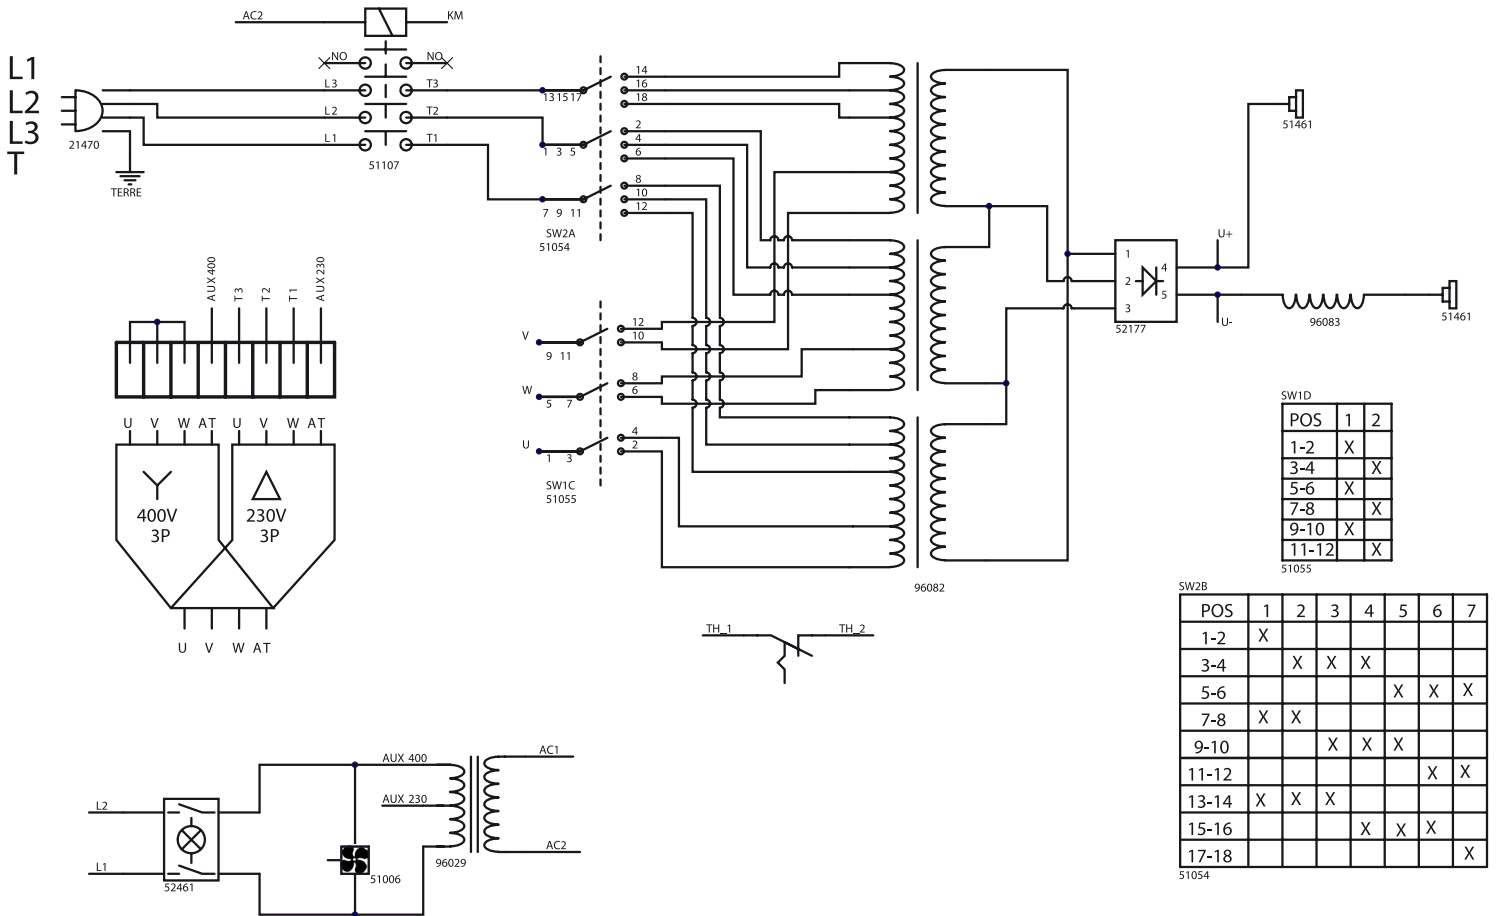 AC2
KM
NO NO
L1
L2
L3
T
21470
TERRE
L3 T3
L2 T2
L1 T1
51107
13 15 17
14
16
18
1 3 5
2
4
6
7 9 11
8
10
12
SW2A
51054
V
9 11
12
10
W
5 7
8
6
U
1 3
4
2
SW1C
51055
96082
1
2
3
4
5
52177
U+
U-
51461
96083
51461
AUX 400
T3
T2
T1
AUX 230
U V W AT U V W AT
400V
3P
230V
3P
U V W AT
TH_1 TH_2
L2
L1
52461
51006
AUX 400
AUX 230
96029
AC1
AC2
SW1D
POS 1 2
1-2 X
3-4 X
5-6 X
7-8 X
9-10 X
11-12 X
51055
SW2B
POS 1 2 3 4 5 6 7
1-2 X
3-4 X X X
5-6 X X X
7-8 X X
9-10 X X X
11-12 X X
13-14 X X X
15-16 X X X
17-18 X
51054